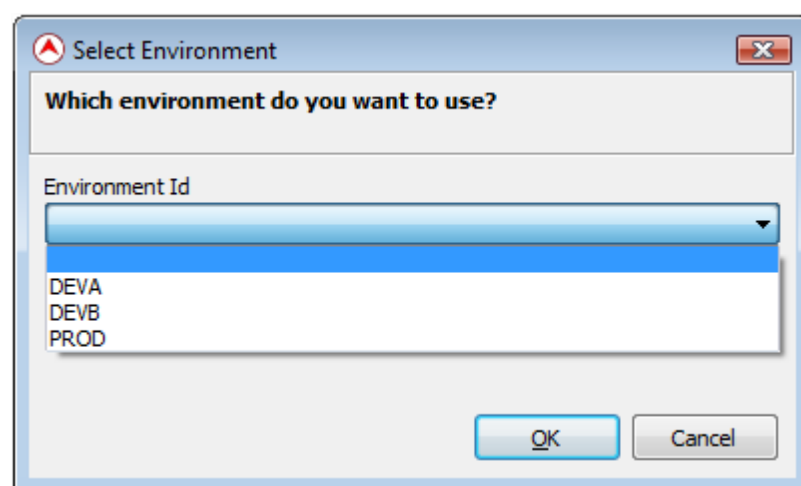 Select Environment
Which environment do you want to use?
Environment Id
DEVA
DEVB
PROD
OK Cancel